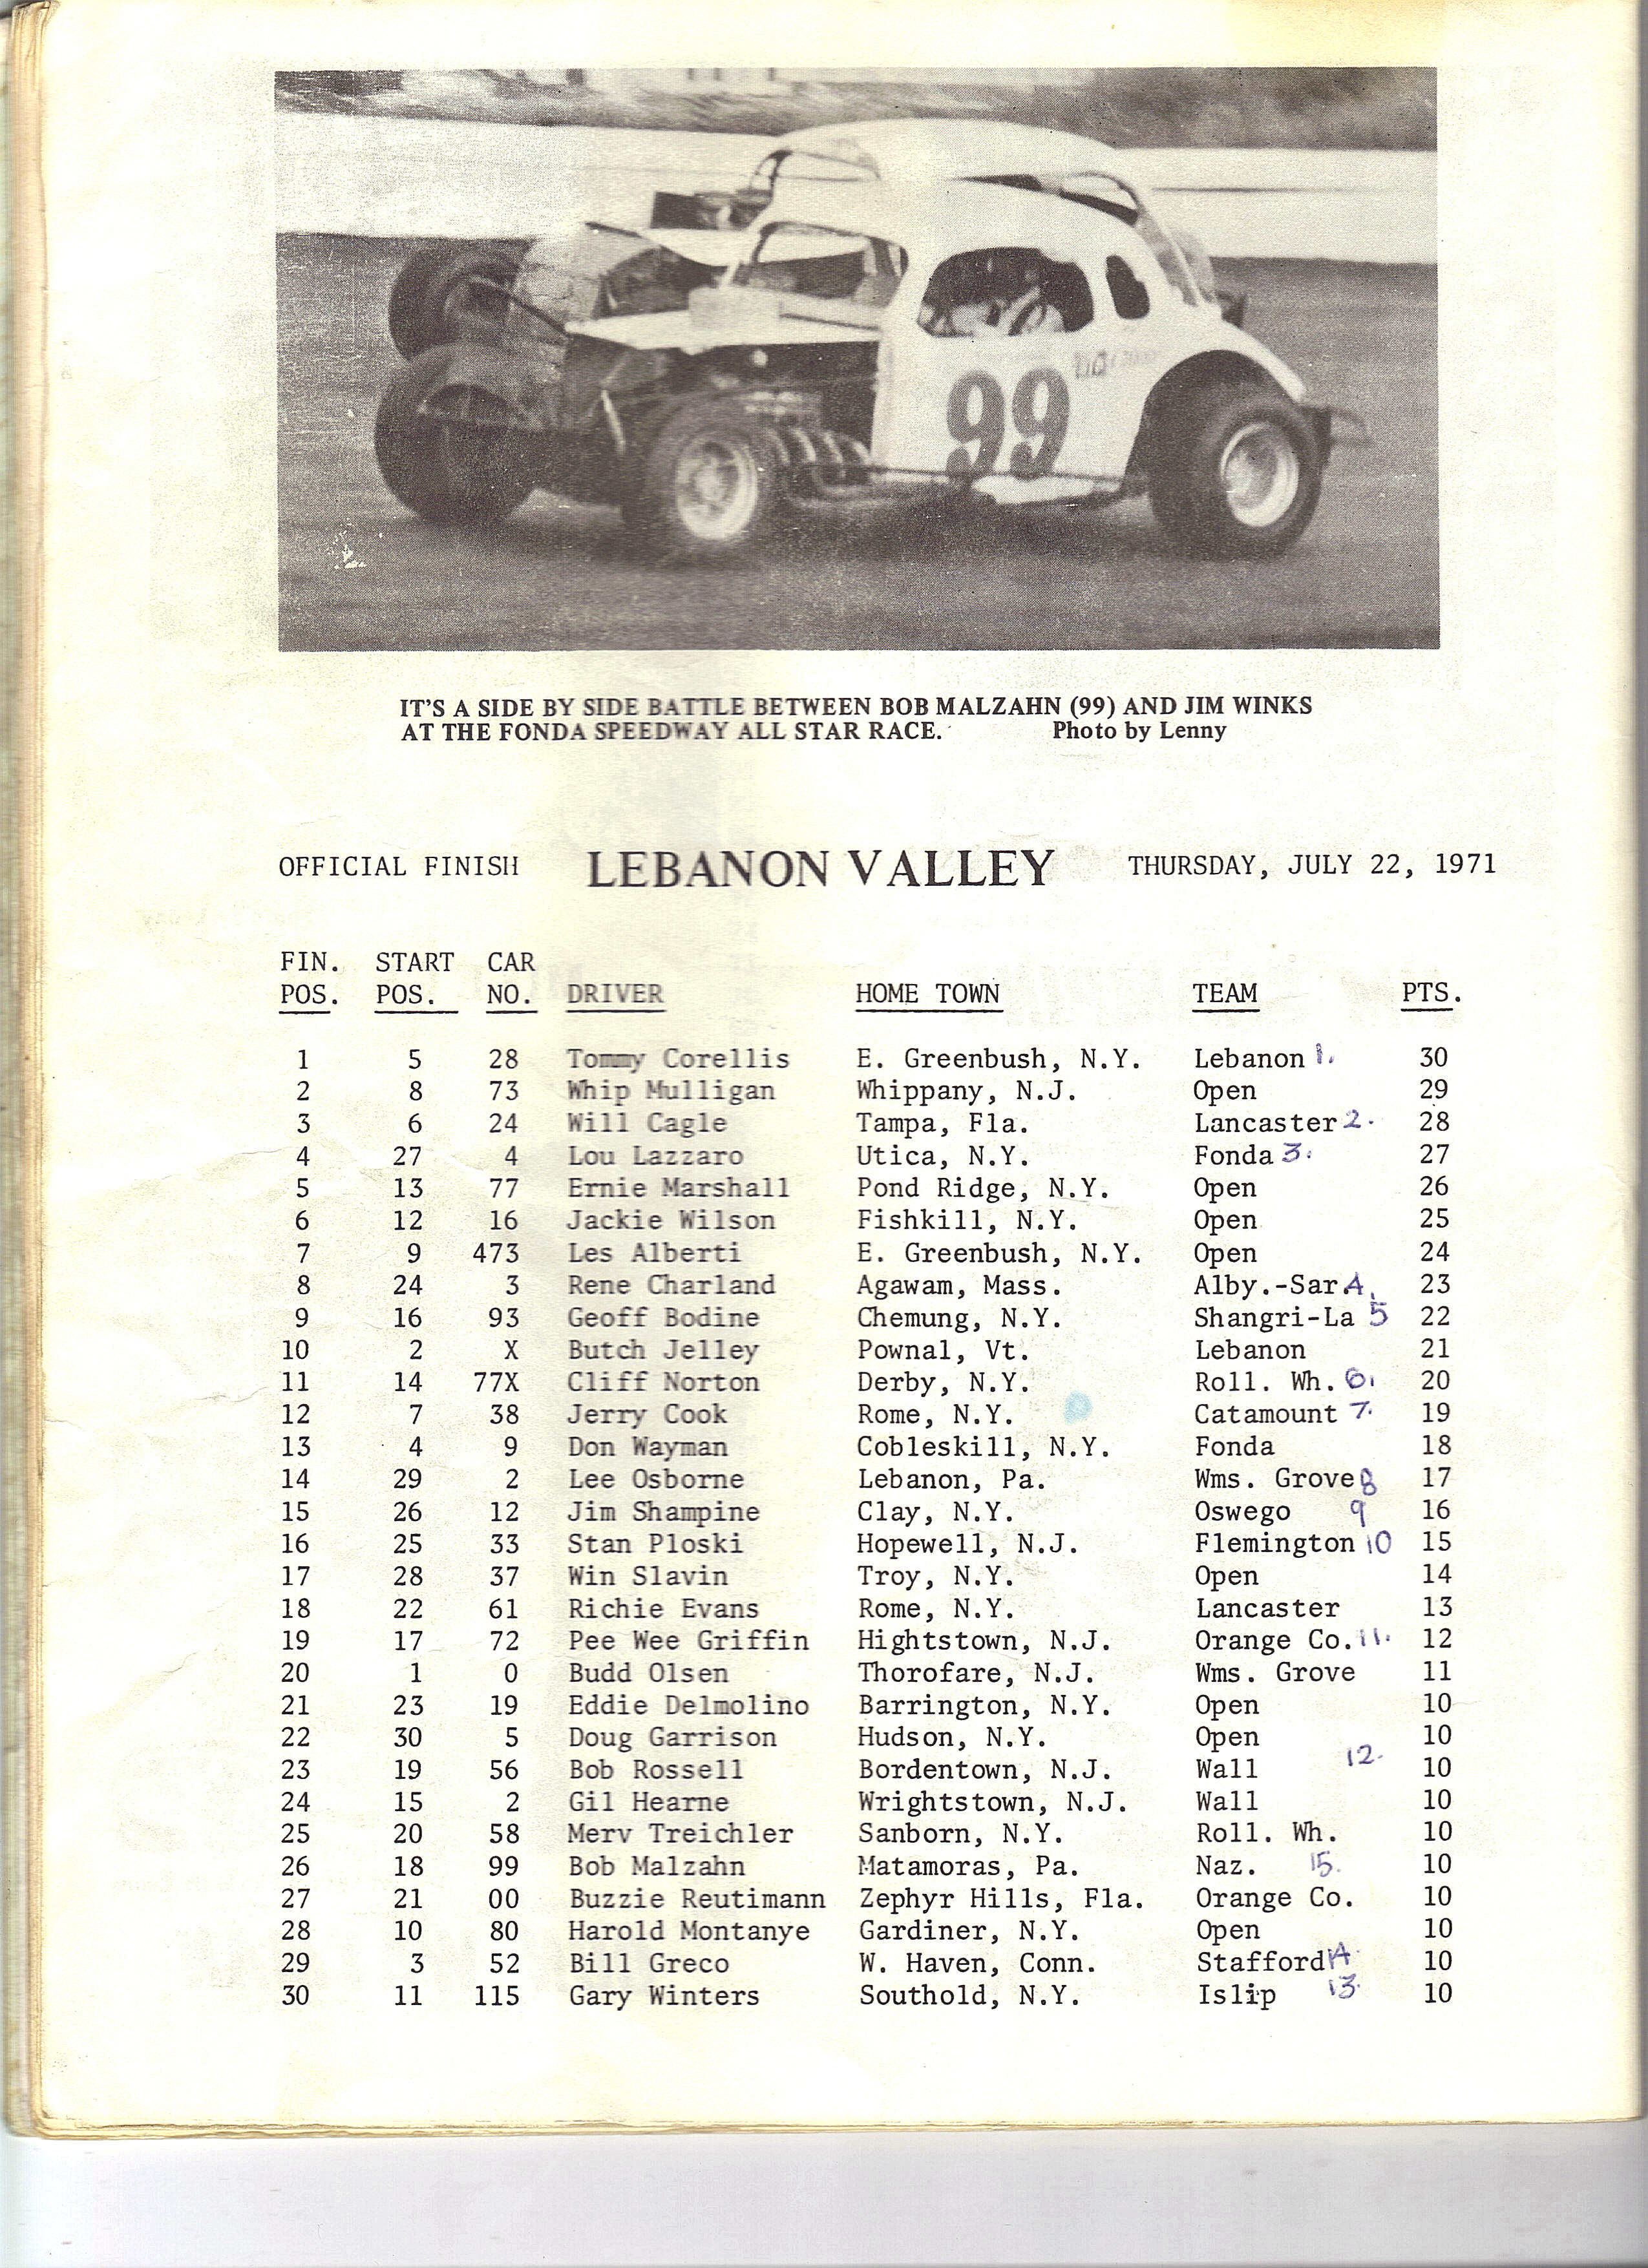 99
IT'S A SIDE BY SIDE BATTLE BETWEEN BOB MALZAHN (99) AND JIM WINKS
AT THE FONDA SPEEDWAY ALL STAR RACE. Photo by Lenny
OFFICIAL FINISH LEBANON VALLEY THURSDAY, JULY 22, 1971
FIN. START CAR
POS. POS. NO. DRIVER HOME TOWN TEAM PTS.
1 5 28 Tommy Corellis E. Greenbush, N.Y. Lebanon 1. 30
2 8 73 Whip Mulligan Whippany, N.J. Open 29
3 6 24 Will Cagle Tampa, Fla. Lancaster 2. 28
4 27 4 Lou Lazzaro Utica, N.Y. Fonda 3. 27
5 13 77 Ernie Marshall Pond Ridge, N.Y. Open 26
6 12 16 Jackie Wilson Fishkill, N.Y. Open 25
7 9 473 Les Alberti E. Greenbush, N.Y. Open 24
8 24 3 Rene Charland Agawam, Mass. Alby.-Sar 4. 23
9 16 93 Geoff Bodine Chemung, N.Y. Shangri-La 5 22
10 2 X Butch Jelley Pownal, Vt. Lebanon 21
11 14 77X Cliff Norton Derby, N.Y. Roll. Wh. 6. 20
12 7 38 Jerry Cook Rome, N.Y. Catamount 7. 19
13 4 9 Don Wayman Cobleskill, N.Y. Fonda 18
14 29 2 Lee Osborne Lebanon, Pa. Wms. Grove 8 17
15 26 12 Jim Shampine Clay, N.Y. Oswego 9 16
16 25 33 Stan Ploski Hopewell, N.J. Flemington 10 15
17 28 37 Win Slavin Troy, N.Y. Open 14
18 22 61 Richie Evans Rome, N.Y. Lancaster 13
19 17 72 Pee Wee Griffin Hightstown, N.J. Orange Co. 11. 12
20 1 0 Budd Olsen Thorofare, N.J. Wms. Grove 11
21 23 19 Eddie Delmolino Barrington, N.Y. Open 10
22 30 5 Doug Garrison Hudson, N.Y. Open 10
23 19 56 Bob Rossell Bordentown, N.J. Wall 12. 10
24 15 2 Gil Hearne Wrightstown, N.J. Wall 10
25 20 58 Merv Treichler Sanborn, N.Y. Roll. Wh. 10
26 18 99 Bob Malzahn Matamoras, Pa. Naz. 15. 10
27 21 00 Buzzie Reutimann Zephyr Hills, Fla. Orange Co. 10
28 10 80 Harold Montanye Gardiner, N.Y. Open 10
29 3 52 Bill Greco W. Haven, Conn. Stafford 14. 10
30 11 115 Gary Winters Southold, N.Y. Islip 13. 10